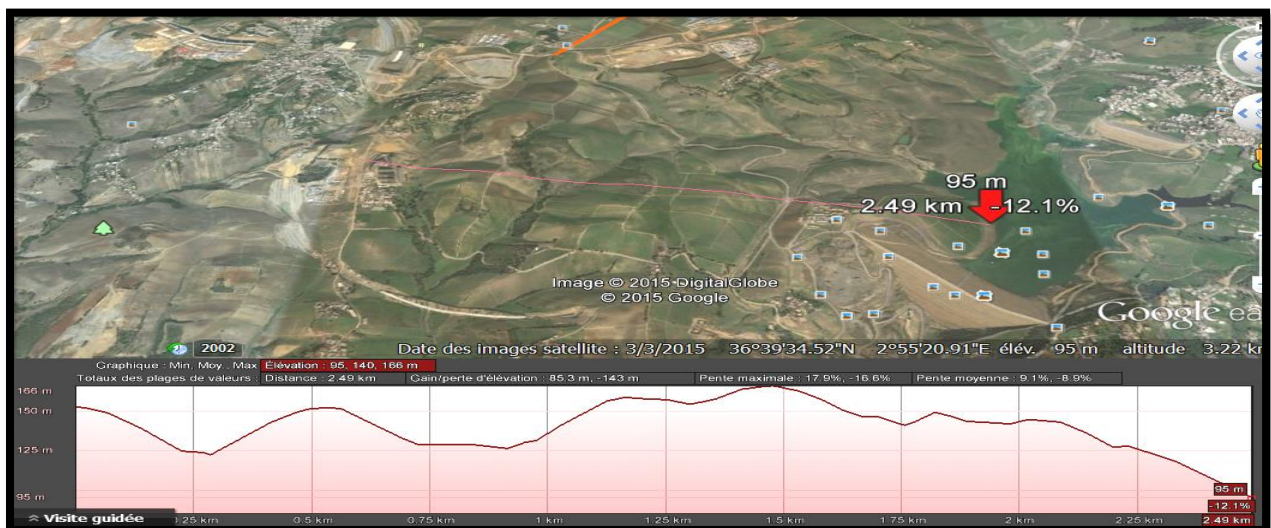 95 m
2.49 km -12.1%
Image © 2015 DigitalGlobe
© 2015 Google
Google ea
2002
Date des images satellite : 3/3/2015 36°39'34.52"N 2°55'20.91"E élév. 95 m altitude 3.22 k
Graphique : Min, Moy, Max Élévation : 95, 140, 166 m
Totaux des plages de valeurs : Distance : 2.49 km Gain/perte d'élévation : 85.3 m, -143 m Pente maximale : 17.9%, -16.6% Pente moyenne : 9.1%, -8.9%
166 m
150 m
125 m
95 m
95 m
-12.1%
Visite guidée 0.25 km 0.5 km 0.75 km 1 km 1.25 km 1.5 km 1.75 km 2 km 2.25 km 2.49 km